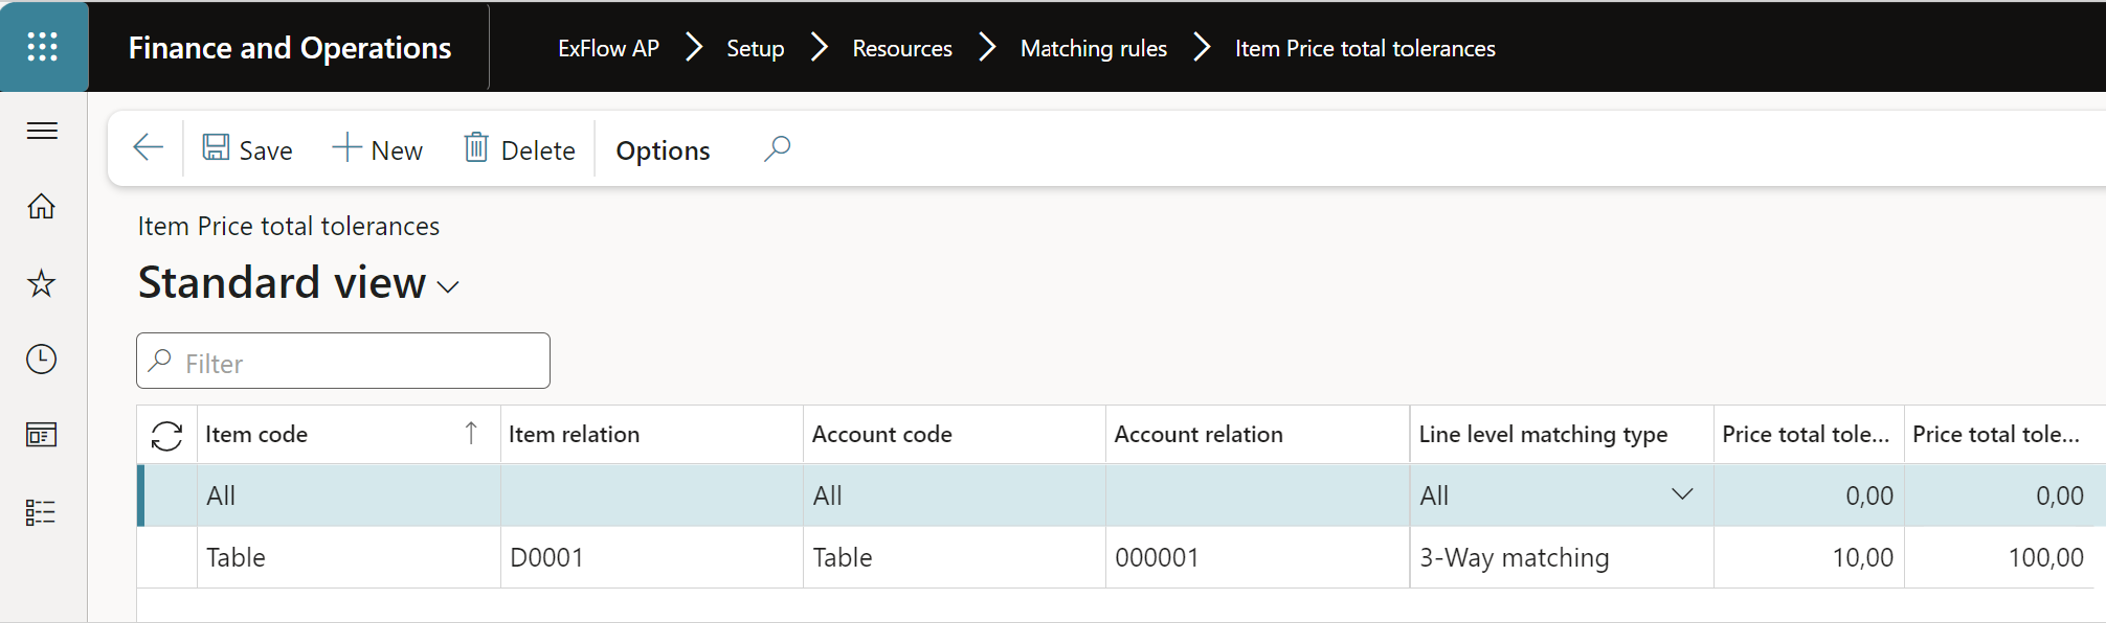 Finance and Operations
ExFlow AP > Setup > Resources > Matching rules > Item Price total tolerances
Save New Delete Options
Item Price total tolerances
Standard view
Filter
Item code Item relation Account code Account relation Line level matching type Price total tole... Price total tole...
All All All 0,00 0,00
Table D0001 Table 000001 3-Way matching 10,00 100,00